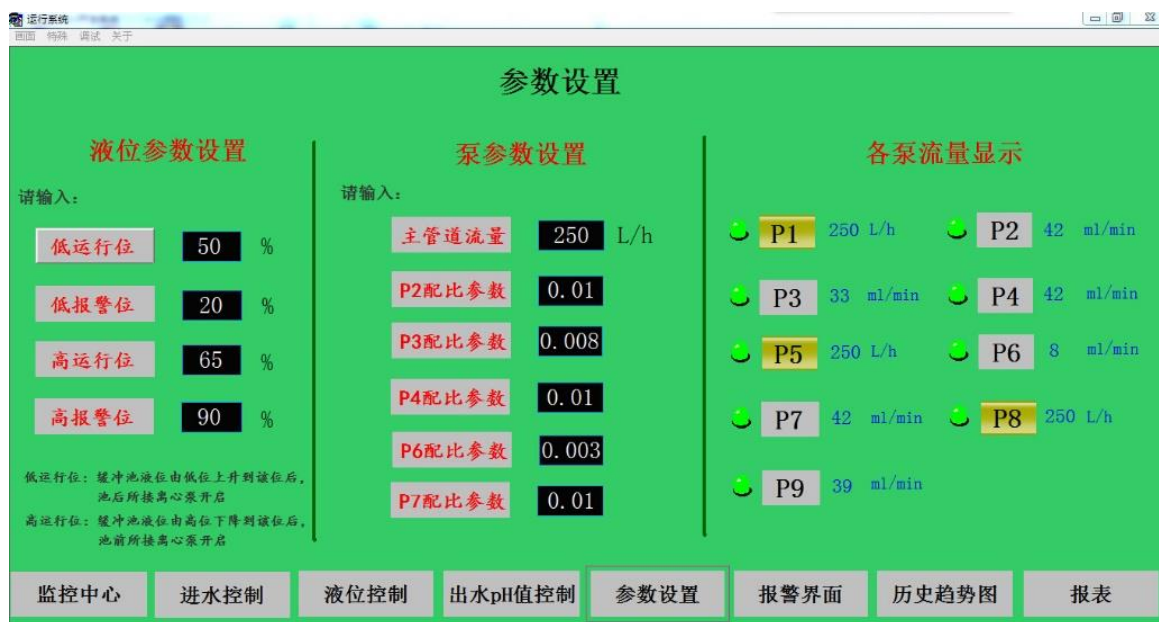 运行系统
画面 特殊 调试 关于
参数设置
液位参数设置
请输入:
低运行位 50 %
低报警位 20 %
高运行位 65 %
高报警位 90 %
低运行位: 缓冲池液位由低位上升到该位后,
池后所接离心泵开启
高运行位: 缓冲池液位由高位下降到该位后,
池前所接离心泵开启
泵参数设置
请输入:
主管道流量 250 L/h
P2配比参数 0.01
P3配比参数 0.008
P4配比参数 0.01
P6配比参数 0.003
P7配比参数 0.01
各泵流量显示
P1 250 L/h P2 42 ml/min
P3 33 ml/min P4 42 ml/min
P5 250 L/h P6 8 ml/min
P7 42 ml/min P8 250 L/h
P9 39 ml/min
监控中心 进水控制 液位控制 出水pH值控制 参数设置 报警界面 历史趋势图 报表